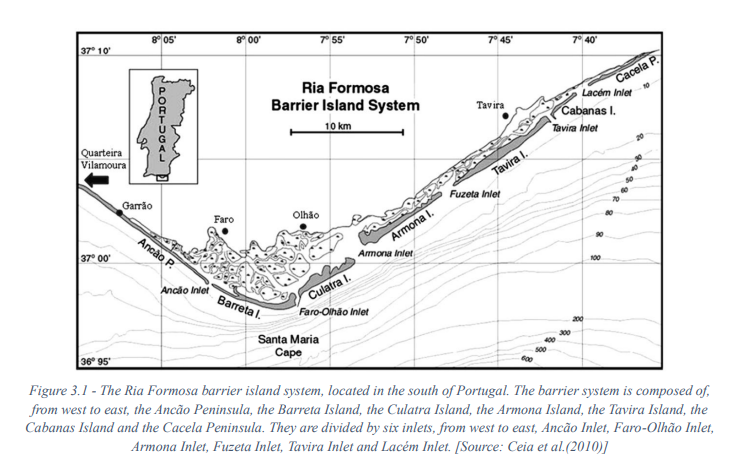 8° 05'
8° 00'
7° 55'
7° 50'
7° 45'
7° 40'
37° 10'
Ria Formosa
Barrier Island System
10 km
PORTUGAL
Quarteira
Vilamoura
Garrão
Faro
Olhão
Tavira
Cacela P.
Lacém Inlet
10
Cabanas I.
Tavira Inlet
Tavira I.
20
30
40
50
60
70
80
90
100
Fuzeta Inlet
Armona I.
Armona Inlet
37° 00'
Ancão P.
Ancão Inlet
Barreta I.
Culatra I.
Faro-Olhão Inlet
Santa Maria
Cape
200
300
400
500
600
36° 95'
Figure 3.1 - The Ria Formosa barrier island system, located in the south of Portugal. The barrier system is composed of,
from west to east, the Ancão Peninsula, the Barreta Island, the Culatra Island, the Armona Island, the Tavira Island, the
Cabanas Island and the Cacela Peninsula. They are divided by six inlets, from west to east, Ancão Inlet, Faro-Olhão Inlet,
Armona Inlet, Fuzeta Inlet, Tavira Inlet and Lacém Inlet. [Source: Ceia et al.(2010)]